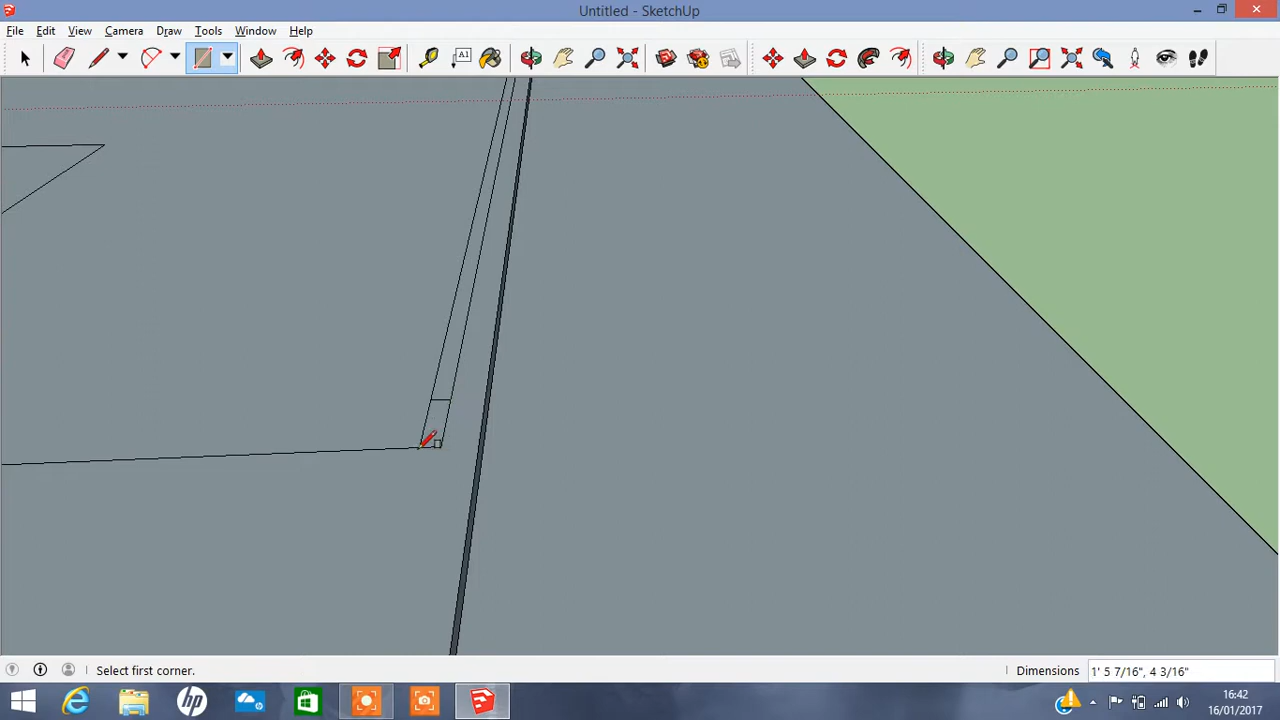 Untitled - SketchUp
File Edit View Camera Draw Tools Window Help
A1
Select first corner. Dimensions 1' 5 7/16", 4 3/16"
16:42
16/01/2017